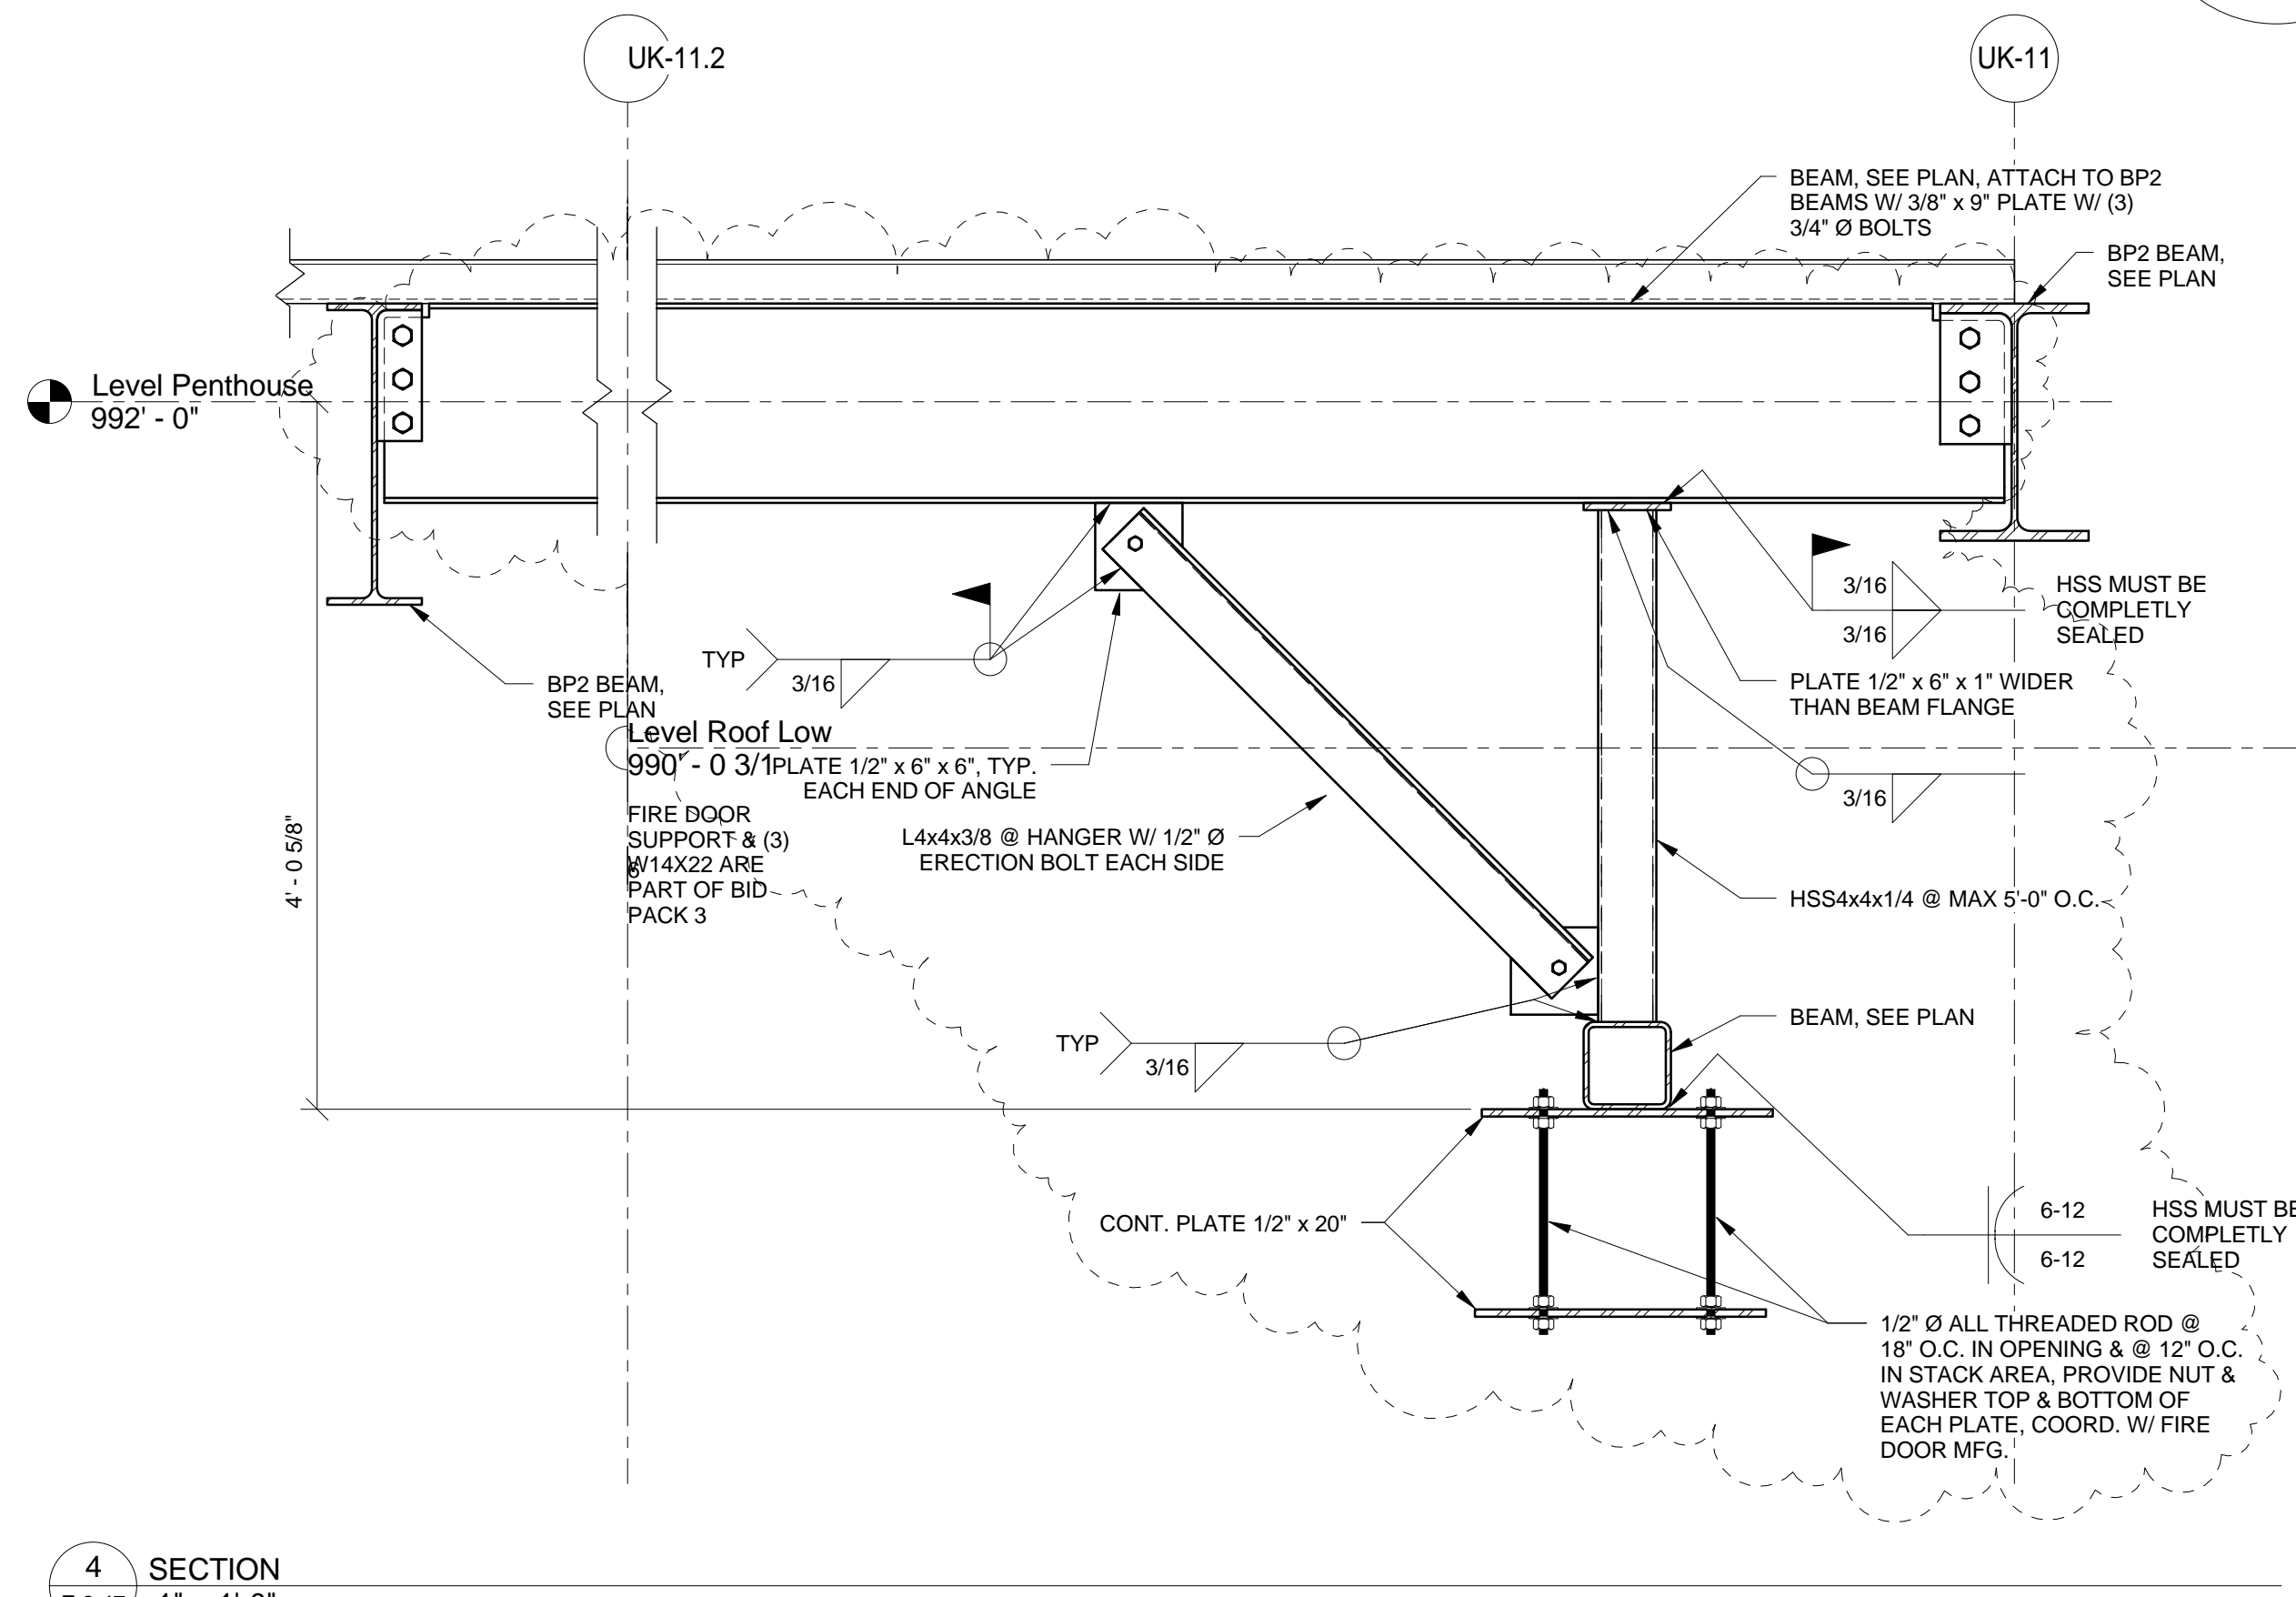 UK-11.2
UK-11
BEAM, SEE PLAN, ATTACH TO BP2
BEAMS W/ 3/8" x 9" PLATE W/ (3)
3/4" Ø BOLTS
BP2 BEAM,
SEE PLAN
Level Penthouse
992' - 0"
3/16
3/16
HSS MUST BE
COMPLETLY
SEALED
TYP
3/16
BP2 BEAM,
SEE PLAN
PLATE 1/2" x 6" x 1" WIDER
THAN BEAM FLANGE
Level Roof Low
990' - 0 3/1
6
PLATE 1/2" x 6" x 6", TYP.
EACH END OF ANGLE
3/16
FIRE DOOR
SUPPORT & (3)
W14X22 ARE
PART OF BID
PACK 3
L4x4x3/8 @ HANGER W/ 1/2" Ø
ERECTION BOLT EACH SIDE
4' - 0 5/8"
HSS4x4x1/4 @ MAX 5'-0" O.C.
BEAM, SEE PLAN
TYP
3/16
CONT. PLATE 1/2" x 20"
6-12
6-12
HSS MUST BE
COMPLETLY
SEALED
1/2" Ø ALL THREADED ROD @
18" O.C. IN OPENING & @ 12" O.C.
IN STACK AREA, PROVIDE NUT &
WASHER TOP & BOTTOM OF
EACH PLATE, COORD. W/ FIRE
DOOR MFG.
4
SECTION